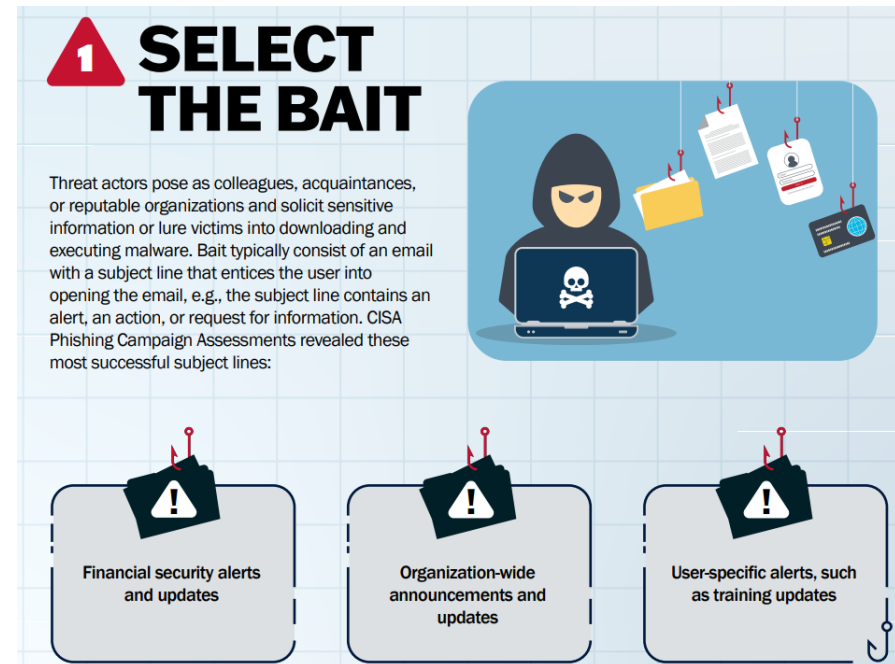 1
SELECT
THE BAIT
Threat actors pose as colleagues, acquaintances,
or reputable organizations and solicit sensitive
information or lure victims into downloading and
executing malware. Bait typically consist of an email
with a subject line that entices the user into
opening the email, e.g., the subject line contains an
alert, an action, or request for information. CISA
Phishing Campaign Assessments revealed these
most successful subject lines:
!
Financial security alerts
and updates
!
Organization-wide
announcements and
updates
!
User-specific alerts, such
as training updates